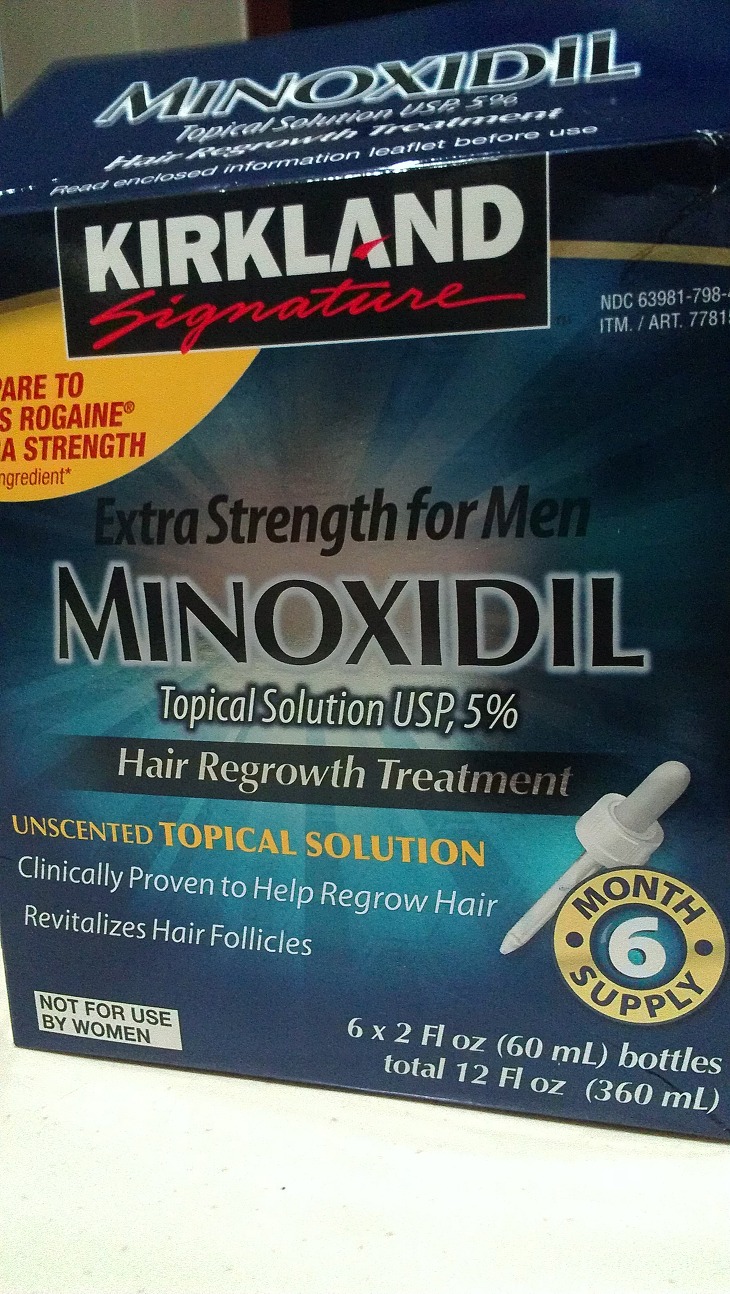 MINOXIDIL
Topical Solution USP, 5%
Hair Regrowth Treatment
Read enclosed information leaflet before use
KIRKLAND
Signature
NDC 63981-798-
ITM. / ART. 7781
ARE TO
S ROGAINE®
A STRENGTH
ngredient*
Extra Strength for Men
MINOXIDIL
Topical Solution USP, 5%
Hair Regrowth Treatment
UNSCENTED TOPICAL SOLUTION
Clinically Proven to Help Regrow Hair
Revitalizes Hair Follicles
MONTH
6
SUPPLY
NOT FOR USE
BY WOMEN
6 x 2 Fl oz (60 mL) bottles
total 12 Fl oz (360 mL)